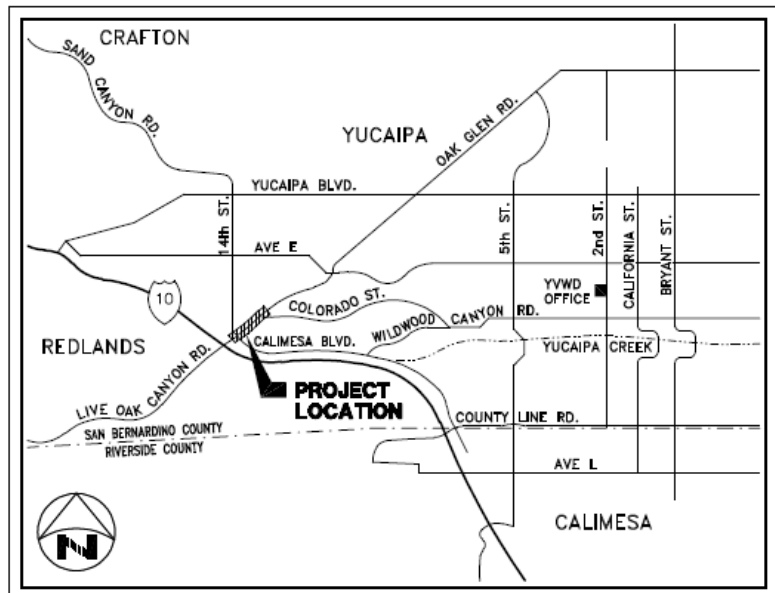 CRAFTON
SAND
CANYON RD.
YUCAIPA
OAK GLEN RD.
YUCAIPA BLVD.
14th ST.
5th ST.
2nd ST.
CALIFORNIA ST.
BRYANT ST.
AVE E
YVWD
OFFICE
10
COLORADO ST.
WILDWOOD CANYON RD.
REDLANDS
CALIMESA BLVD.
YUCAIPA CREEK
LIVE OAK CANYON RD.
PROJECT
LOCATION
COUNTY LINE RD.
SAN BERNARDINO COUNTY
RIVERSIDE COUNTY
AVE L
CALIMESA
N